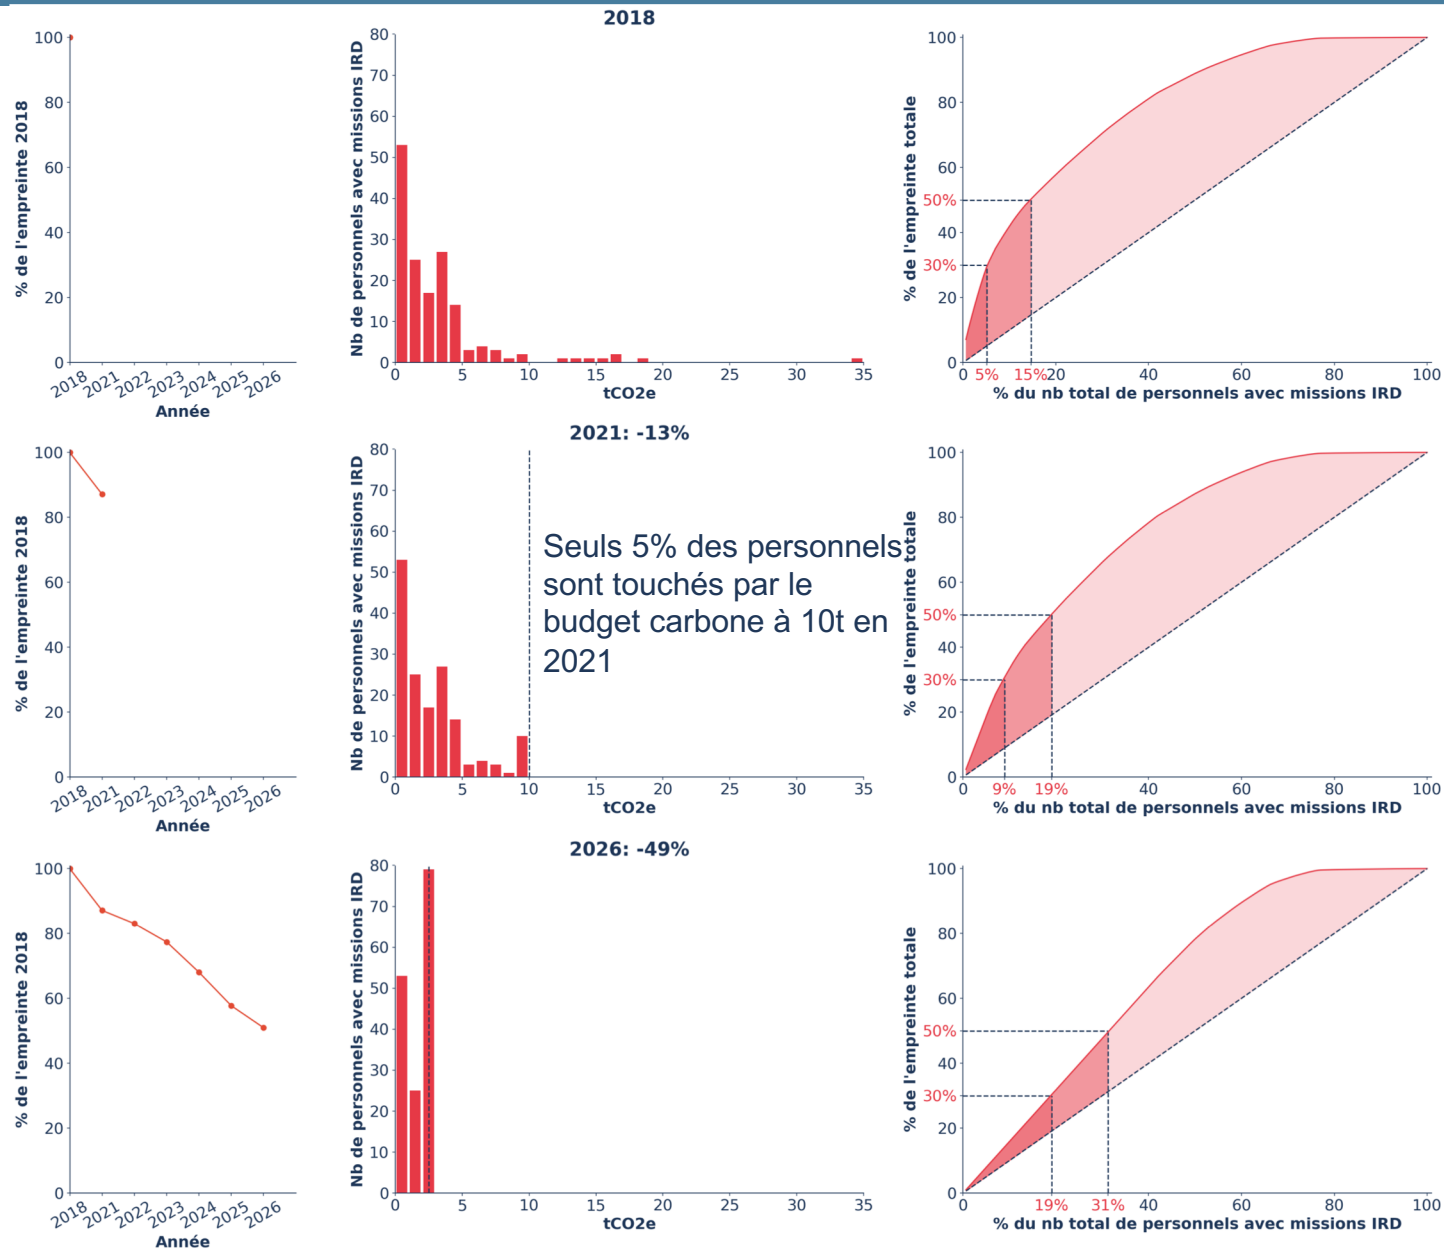 2018
% de l'empreinte 2018
100
80
60
40
20
0
2018 2021 2022 2023 2024 2025 2026
Année
Nb de personnels avec missions IRD
80
70
60
50
40
30
20
10
0
0 5 10 15 20 25 30 35
tCO2e
% de l'empreinte totale
100
80
60
50%
40
30%
20
0
0 5% 15% 20 40 60 80 100
% du nb total de personnels avec missions IRD
2021: -13%
% de l'empreinte 2018
100
80
60
40
20
0
2018 2021 2022 2023 2024 2025 2026
Année
Nb de personnels avec missions IRD
80
70
60
50
40
30
20
10
0
0 5 10 15 20 25 30 35
tCO2e
Seuls 5% des personnels
sont touchés par le
budget carbone à 10t en
2021
% de l'empreinte totale
100
80
60
50%
40
30%
20
0
0 9% 19% 40 60 80 100
% du nb total de personnels avec missions IRD
2026: -49%
% de l'empreinte 2018
100
80
60
40
20
0
2018 2021 2022 2023 2024 2025 2026
Année
Nb de personnels avec missions IRD
80
70
60
50
40
30
20
10
0
0 5 10 15 20 25 30 35
tCO2e
% de l'empreinte totale
100
80
60
50%
40
30%
20
0
0 19% 31% 40 60 80 100
% du nb total de personnels avec missions IRD